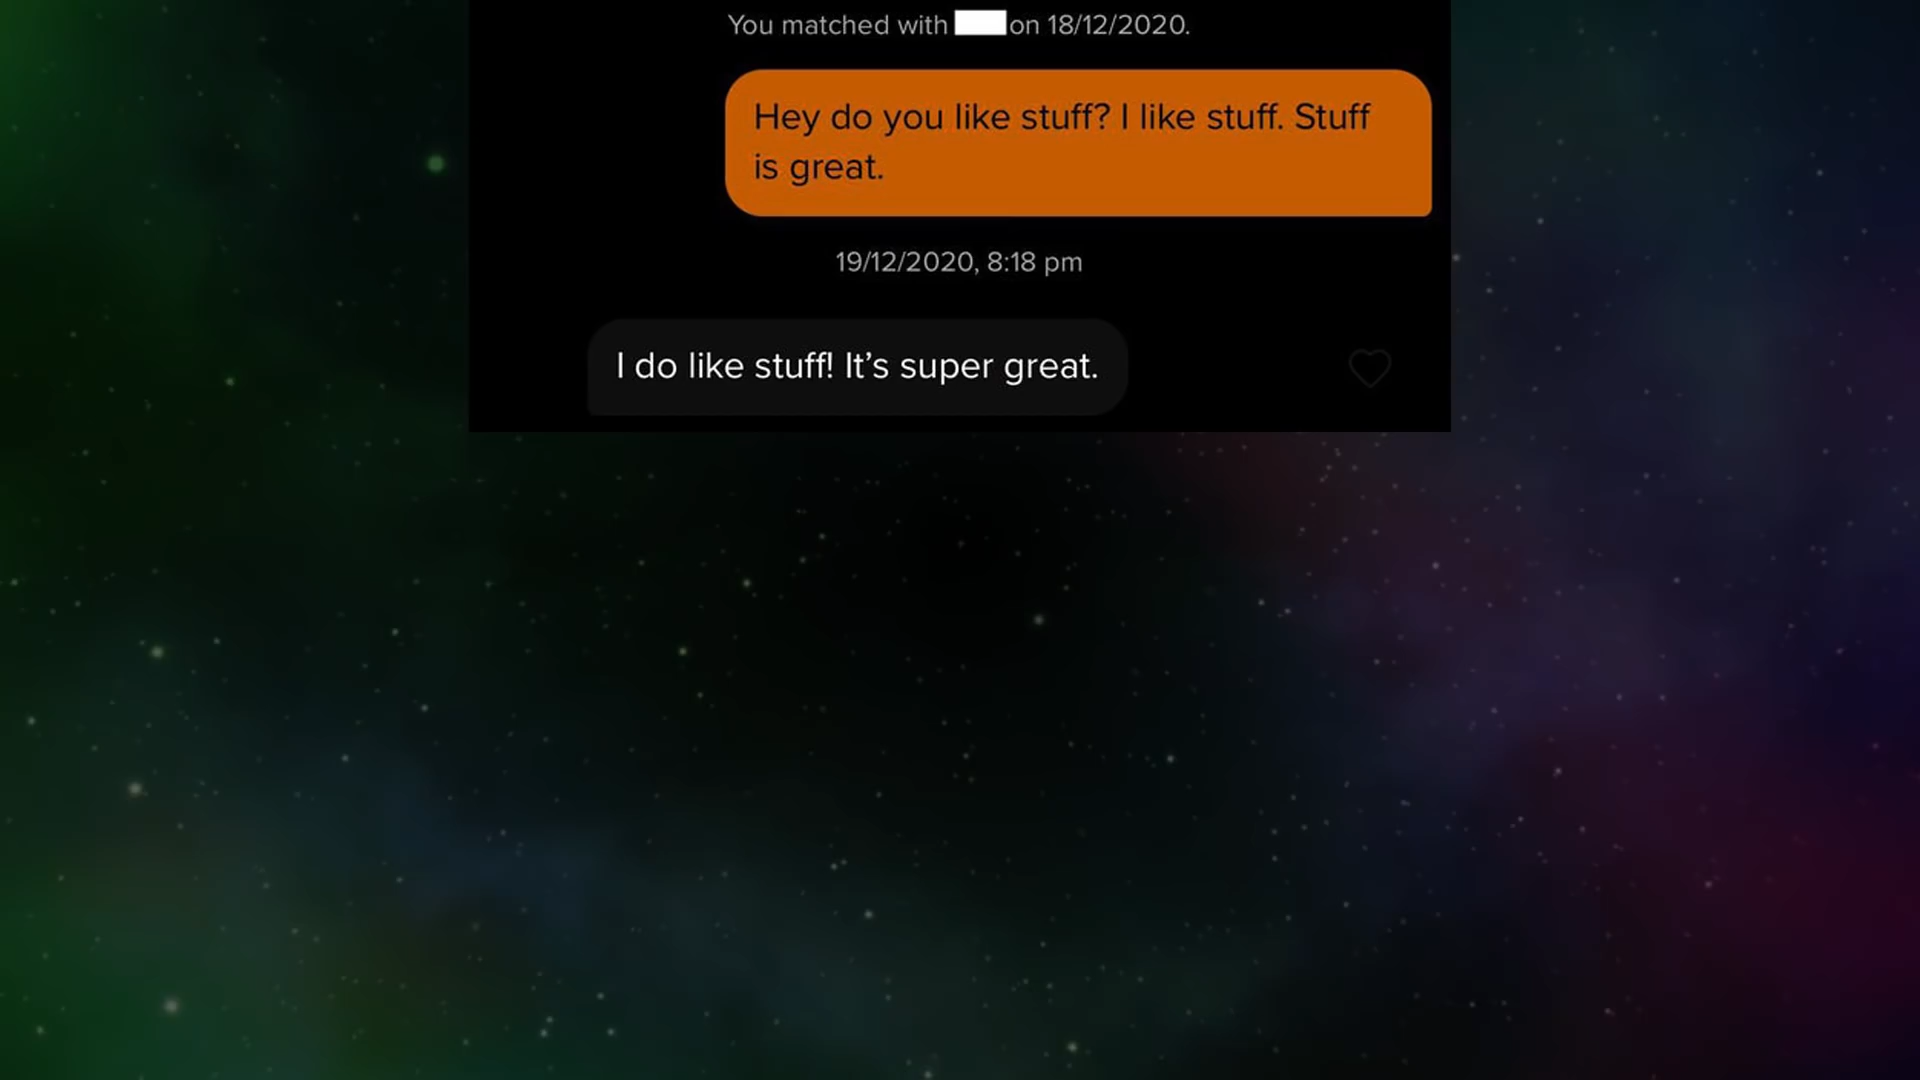 You matched with on 18/12/2020.
Hey do you like stuff? I like stuff. Stuff
is great.
19/12/2020, 8:18 pm
I do like stuff! It’s super great.